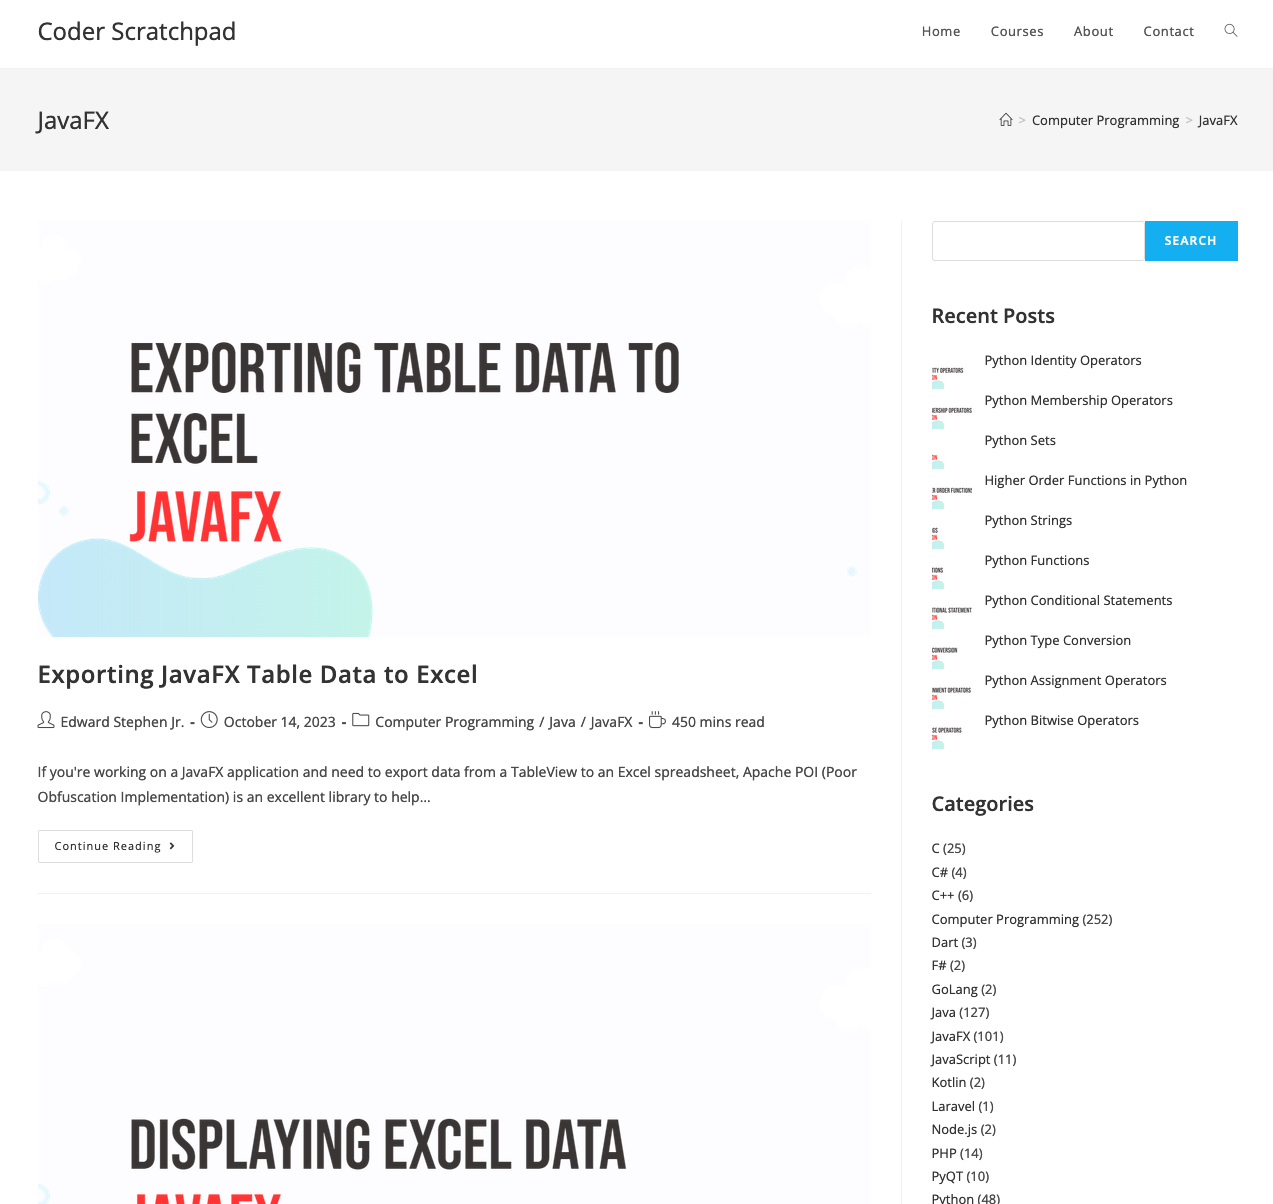 Coder Scratchpad
Home Courses About Contact
JavaFX
> Computer Programming > JavaFX
EXPORTING TABLE DATA TO
EXCEL
JAVAFX
Exporting JavaFX Table Data to Excel
Edward Stephen Jr. - October 14, 2023 - Computer Programming / Java / JavaFX - 450 mins read
If you're working on a JavaFX application and need to export data from a TableView to an Excel spreadsheet, Apache POI (Poor
Obfuscation Implementation) is an excellent library to help...
Continue Reading
DISPLAYING EXCEL DATA
JAVAFX
SEARCH
Recent Posts
Python Identity Operators
Python Membership Operators
Python Sets
Higher Order Functions in Python
Python Strings
Python Functions
Python Conditional Statements
Python Type Conversion
Python Assignment Operators
Python Bitwise Operators
Categories
C (25)
C# (4)
C++ (6)
Computer Programming (252)
Dart (3)
F# (2)
GoLang (2)
Java (127)
JavaFX (101)
JavaScript (11)
Kotlin (2)
Laravel (1)
Node.js (2)
PHP (14)
PyQT (10)
Python (48)